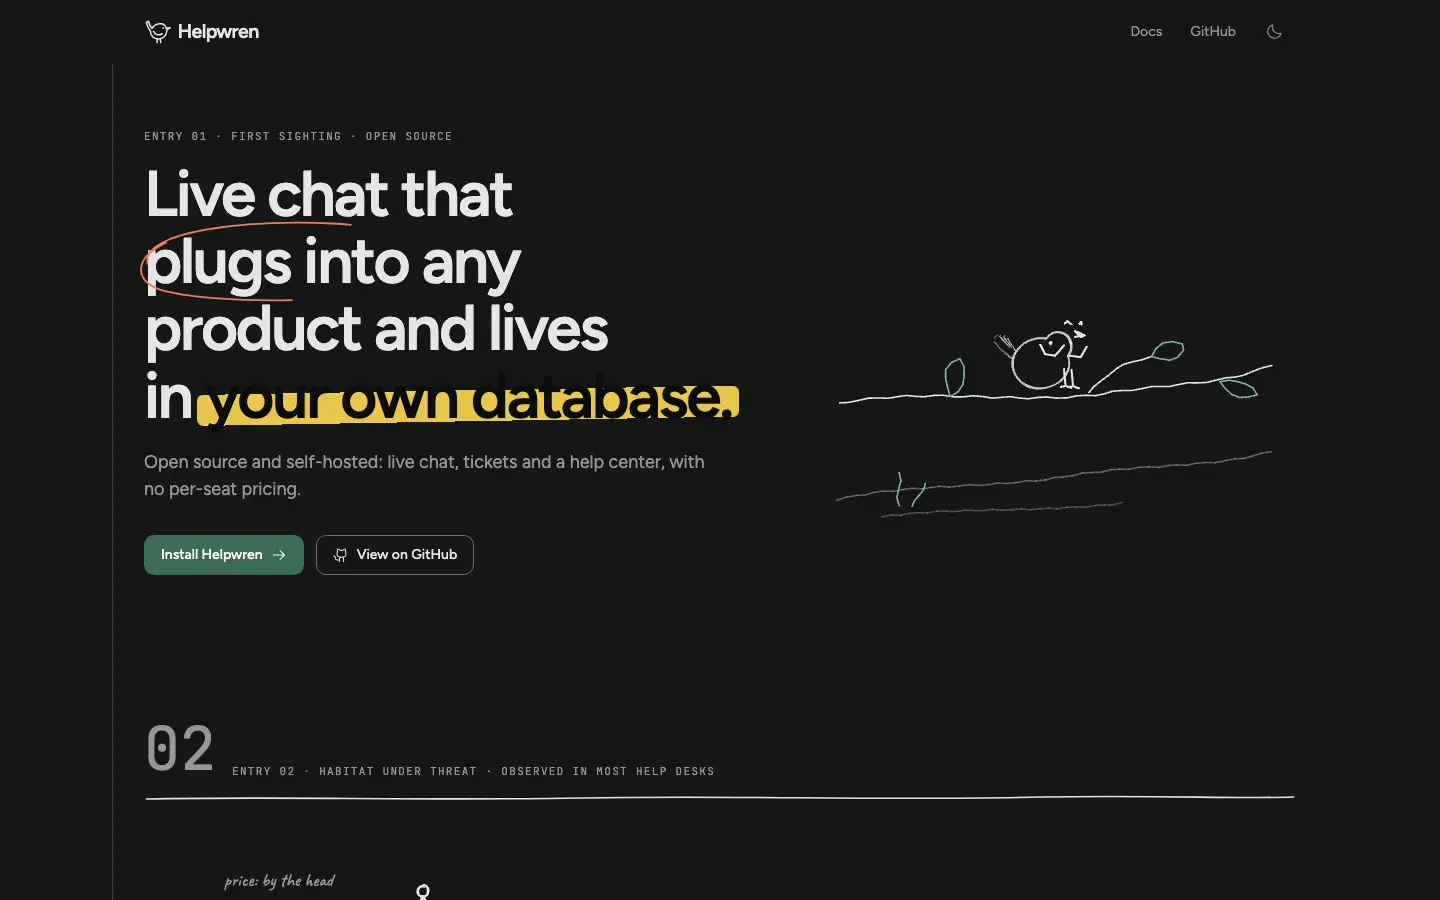 Helpwren
Docs
GitHub
ENTRY 01 · FIRST SIGHTING · OPEN SOURCE
Live chat that
plugs into any
product and lives
in your own database.
Open source and self-hosted: live chat, tickets and a help center, with
no per-seat pricing.
Install Helpwren →
View on GitHub
02
ENTRY 02 · HABITAT UNDER THREAT · OBSERVED IN MOST HELP DESKS
price: by the head